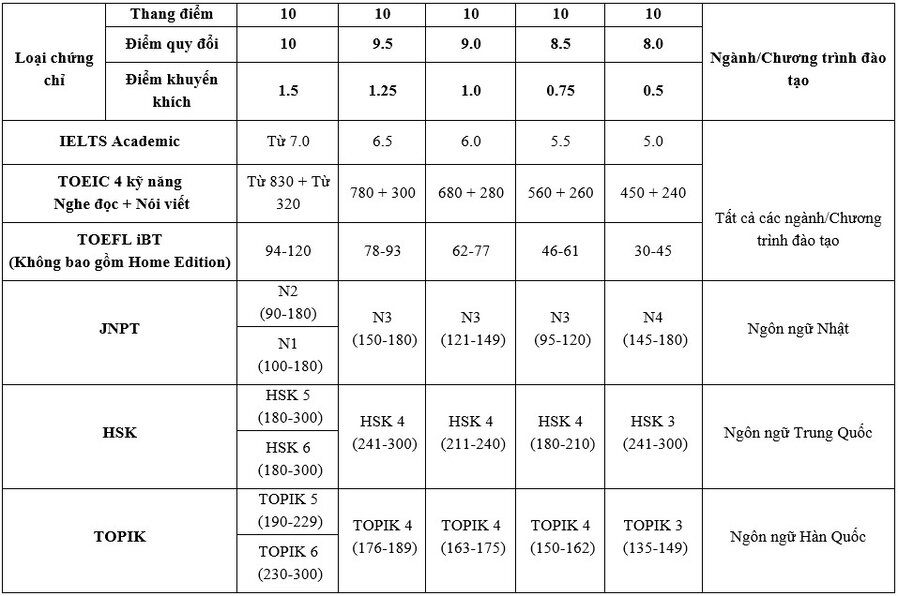 Loại chứng chỉ
Thang điểm 10 10 10 10 10
Ngành/Chương trình đào tạo
Điểm quy đổi 10 9.5 9.0 8.5 8.0
Điểm khuyến khích 1.5 1.25 1.0 0.75 0.5
IELTS Academic Từ 7.0 6.5 6.0 5.5 5.0
Tất cả các ngành/Chương trình đào tạo
TOEIC 4 kỹ năng
Nghe đọc + Nói viết
Từ 830 + Từ 320
780 + 300 680 + 280 560 + 260 450 + 240
TOEFL iBT
(Không bao gồm Home Edition)
94-120 78-93 62-77 46-61 30-45
JNPT
N2
(90-180)
N1
(100-180)
N3
(150-180)
N3
(121-149)
N3
(95-120)
N4
(145-180)
Ngôn ngữ Nhật
HSK
HSK 5
(180-300)
HSK 6
(180-300)
HSK 4
(241-300)
HSK 4
(211-240)
HSK 4
(180-210)
HSK 3
(241-300)
Ngôn ngữ Trung Quốc
TOPIK
TOPIK 5
(190-229)
TOPIK 6
(230-300)
TOPIK 4
(176-189)
TOPIK 4
(163-175)
TOPIK 4
(150-162)
TOPIK 3
(135-149)
Ngôn ngữ Hàn Quốc